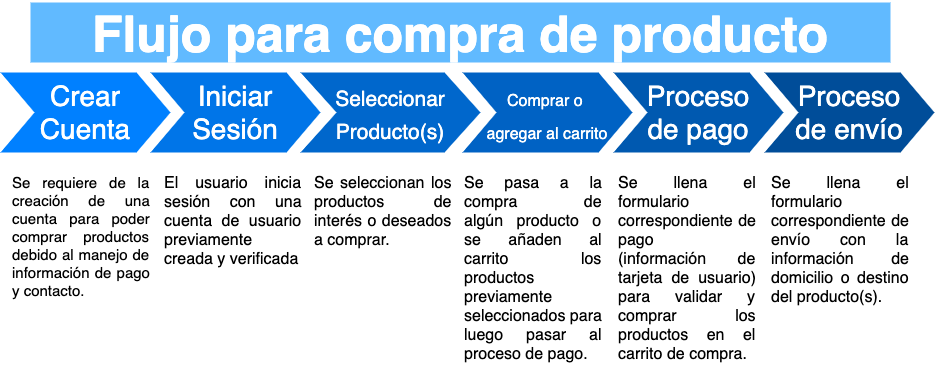 Flujo para compra de producto
Crear
Cuenta
Iniciar
Sesión
Seleccionar
Producto(s)
Comprar o
agregar al carrito
Proceso
de pago
Proceso
de envío
Se requiere de la
creación de una
cuenta para poder
comprar productos
debido al manejo de
información de pago
y contacto.
El usuario inicia
sesión con una
cuenta de usuario
previamente
creada y verificada
Se seleccionan los
productos de
interés o deseados
a comprar.
Se pasa a la
compra de
algún producto o
se añaden al
carrito los
productos
previamente
seleccionados para
luego pasar al
proceso de pago.
Se llena el
formulario
correspondiente de
pago
(información de
tarjeta de usuario)
para validar y
comprar los
productos en el
carrito de compra.
Se llena el
formulario
correspondiente de
envío con la
información de
domicilio o destino
del producto(s).